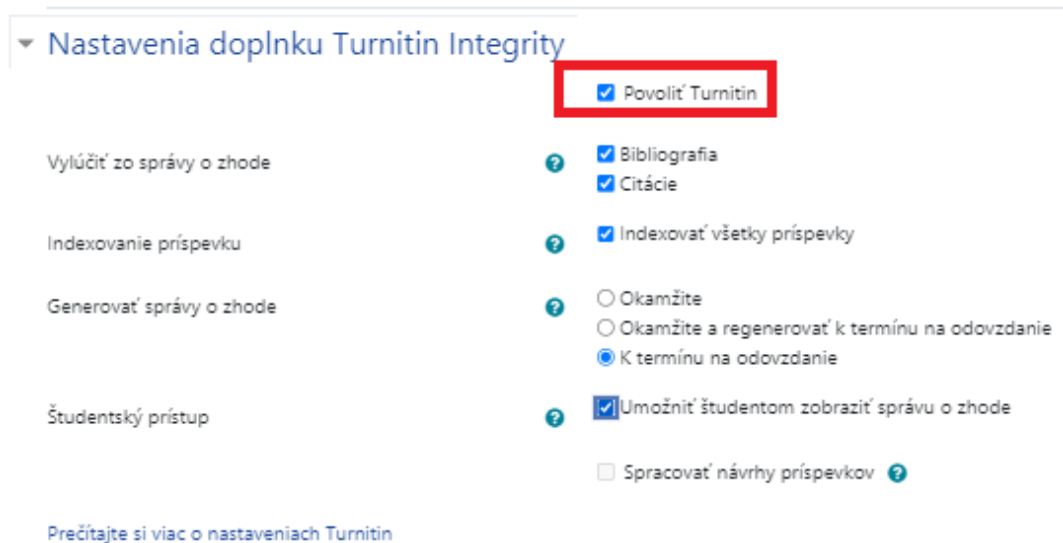 Nastavenia doplnku Turnitin Integrity
Povoliť Turnitin
Vylúčiť zo správy o zhode
Bibliografia
Citácie
Indexovanie príspevku
Indexovať všetky príspevky
Generovať správy o zhode
Okamžite
Okamžite a regenerovať k termínu na odovzdanie
K termínu na odovzdanie
Študentský prístup
Umožniť študentom zobraziť správu o zhode
Spracovať návrhy príspevkov
Prečítajte si viac o nastaveniach Turnitin